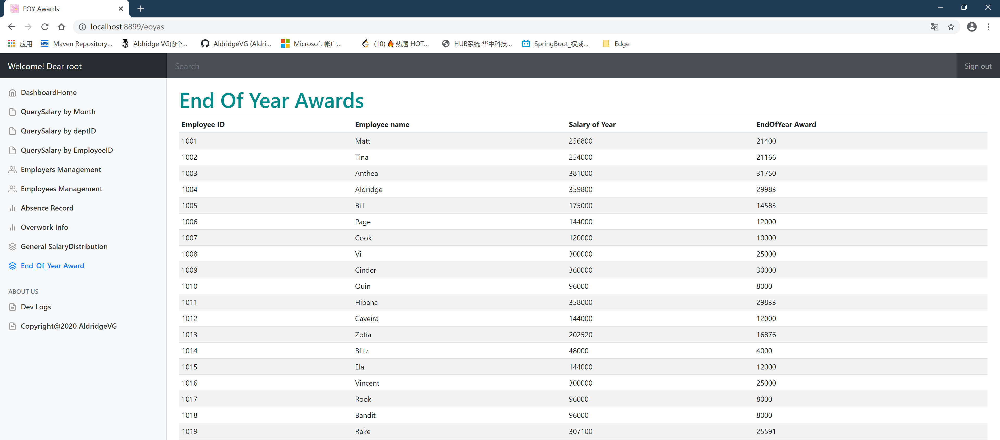 EOY Awards
localhost:8899/eoyas
应用 Maven Repository... Aldridge VG的个... AldridgeVG (Aldri... Microsoft 帐户... (10) 🔥 热题 HOT... HUB系统 华中科技... SpringBoot_权威... Edge
Welcome! Dear root Search Sign out
DashboardHome
QuerySalary by Month
QuerySalary by deptID
QuerySalary by EmployeeID
Employers Management
Employees Management
Absence Record
Overwork Info
General SalaryDistribution
End_Of_Year Award
ABOUT US
Dev Logs
Copyright@2020 AldridgeVG
End Of Year Awards
Employee ID Employee name Salary of Year EndOfYear Award
1001 Matt 256800 21400
1002 Tina 254000 21166
1003 Anthea 381000 31750
1004 Aldridge 359800 29983
1005 Bill 175000 14583
1006 Page 144000 12000
1007 Cook 120000 10000
1008 Vi 300000 25000
1009 Cinder 360000 30000
1010 Quin 96000 8000
1011 Hibana 358000 29833
1012 Caveira 144000 12000
1013 Zofia 202520 16876
1014 Blitz 48000 4000
1015 Ela 144000 12000
1016 Vincent 300000 25000
1017 Rook 96000 8000
1018 Bandit 96000 8000
1019 Rake 307100 25591